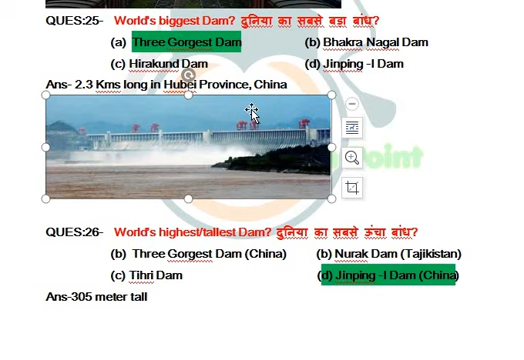 QUES:25- World's biggest Dam? दुनिया का सबसे बड़ा बांध?
(a) Three Gorgest Dam (b) Bhakra Nagal Dam
(c) Hirakund Dam (d) Jinping -I Dam
Ans- 2.3 Kms long in Hubei Province, China
Point
QUES:26- World's highest/tallest Dam? दुनिया का सबसे ऊंचा बांध?
(b) Three Gorgest Dam (China) (b) Nurak Dam (Tajikistan)
(c) Tihri Dam (d) Jinping -I Dam (China)
Ans-305 meter tall